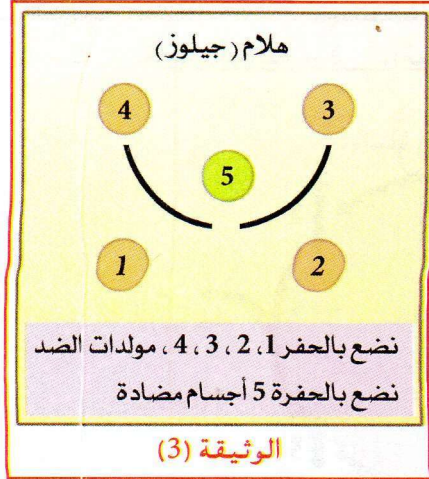 هلام (جيلوز)
4 3
5
1 2
نضع بالحفر 1، 2 ، 3 ، 4 ، مولدات الضد
نضع بالحفرة 5 أجسام مضادة
الوثيقة (3)